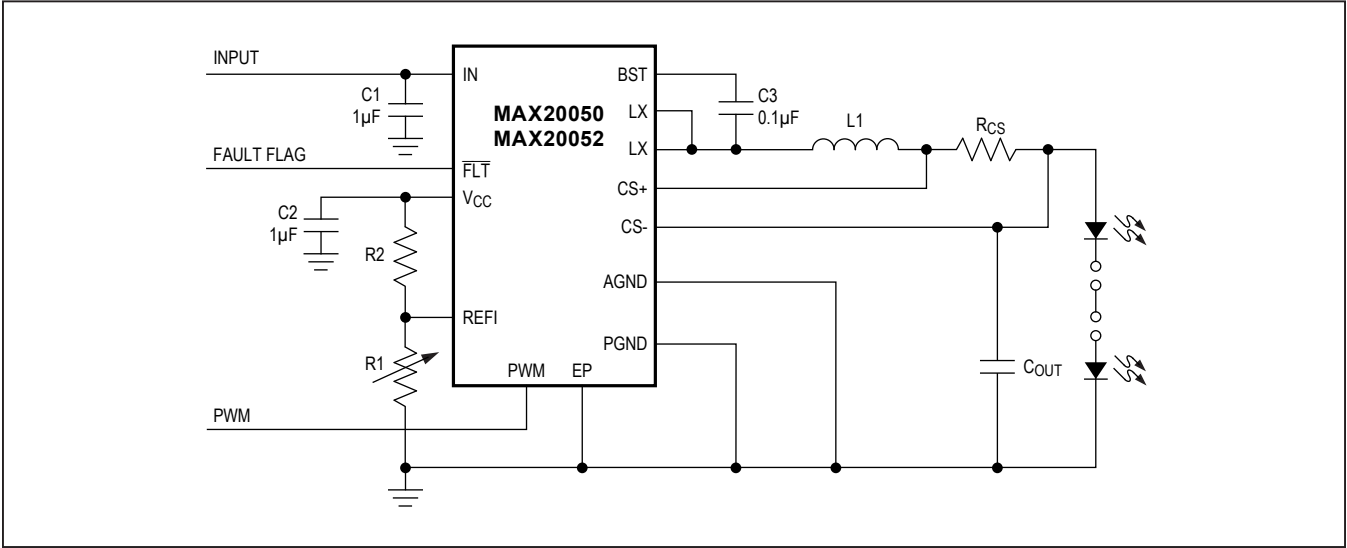 INPUT
C1
1µF
FAULT FLAG
C2
1µF
R2
R1
PWM
IN
FLT
VCC
REFI
PWM
EP
MAX20050
MAX20052
BST
LX
LX
CS+
CS-
AGND
PGND
C3
0.1µF
L1
RCS
COUT